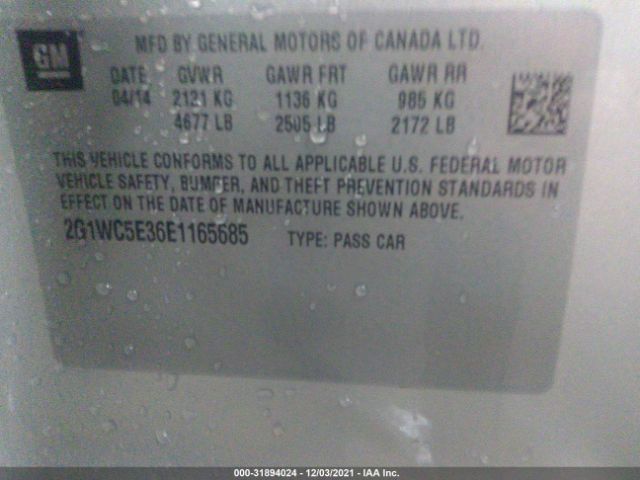 GM
MFD BY GENERAL MOTORS OF CANADA LTD.
DATE GVWR GAWR FRT GAWR RR
04/14 2121 KG 1136 KG 985 KG
4677 LB 2505 LB 2172 LB
THIS VEHICLE CONFORMS TO ALL APPLICABLE U.S. FEDERAL MOTOR
VEHICLE SAFETY, BUMPER, AND THEFT PREVENTION STANDARDS IN
EFFECT ON THE DATE OF MANUFACTURE SHOWN ABOVE.
2G1WC5E36E1165685 TYPE: PASS CAR
000-31894024 - 12/03/2021 - IAA Inc.